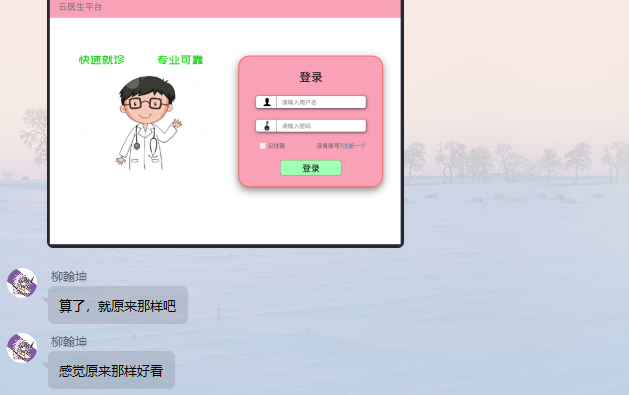 云医生平台
快速就诊 专业可靠
登录
请输入用户名
请输入密码
记住我 没有账号?注册一个
登录
柳翰坤
算了，就原来那样吧
柳翰坤
感觉原来那样好看